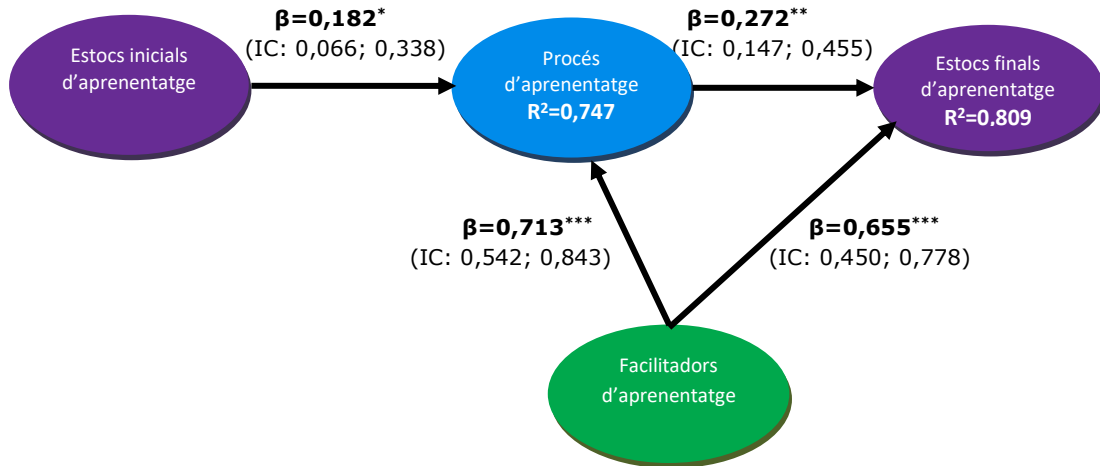 β=0,182*
(IC: 0,066; 0,338)
β=0,272**
(IC: 0,147; 0,455)
Estocs inicials
d’aprenentatge
Procés
d’aprenentatge
R²=0,747
Estocs finals
d’aprenentatge
R²=0.809
β=0,713***
(IC: 0,542; 0,843)
β=0,655***
(IC: 0,450; 0,778)
Facilitadors
d’aprenentatge